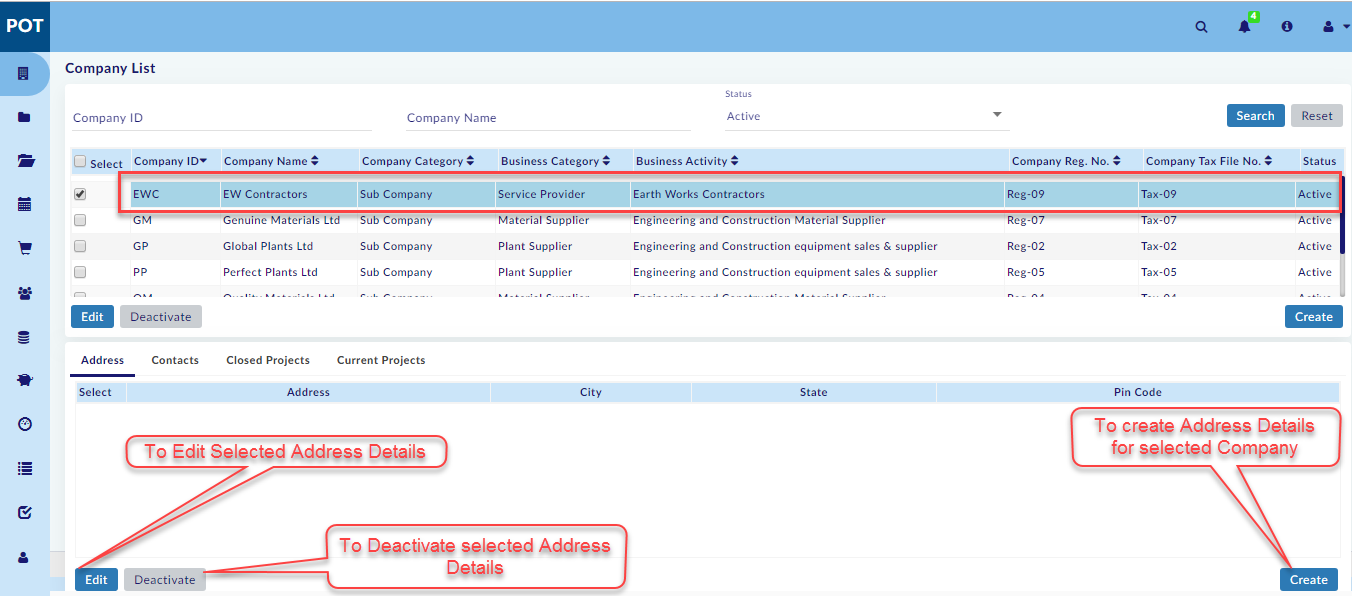 POT
4
Company List
Status
Company ID Company Name Active Search Reset
Select Company ID Company Name Company Category Business Category Business Activity Company Reg. No. Company Tax File No. Status
EWC EW Contractors Sub Company Service Provider Earth Works Contractors Reg-09 Tax-09 Active
GM Genuine Materials Ltd Sub Company Material Supplier Engineering and Construction Material Supplier Reg-07 Tax-07 Active
GP Global Plants Ltd Sub Company Plant Supplier Engineering and Construction equipment sales & supplier Reg-02 Tax-02 Active
PP Perfect Plants Ltd Sub Company Plant Supplier Engineering and Construction equipment sales & supplier Reg-05 Tax-05 Active
Quality Materials Ltd Sub Company Material Supplier Engineering and Construction Material Supplier Reg-04 Tax-04 Active
Edit Deactivate Create
Address Contacts Closed Projects Current Projects
Select Address City State Pin Code
To create Address Details
for selected Company
To Edit Selected Address Details
To Deactivate selected Address
Details
Edit Deactivate Create